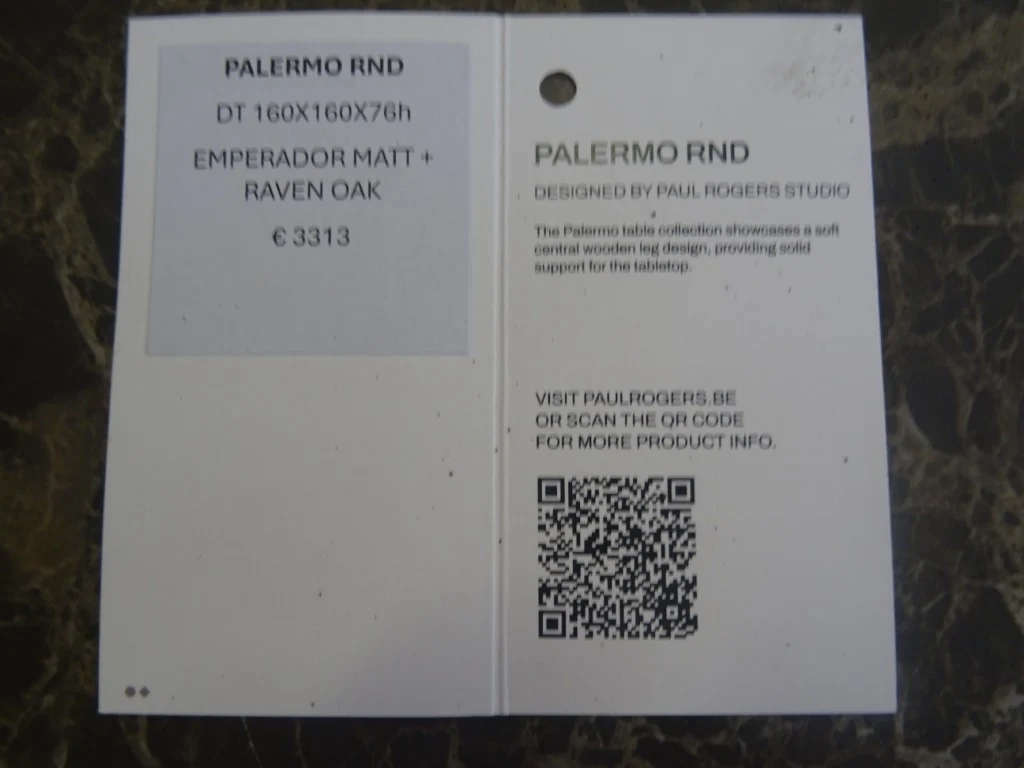 PALERMO RND
DT 160X160X76h
EMPERADOR MATT +
RAVEN OAK
€ 3313
PALERMO RND
DESIGNED BY PAUL ROGERS STUDIO
The Palermo table collection showcases a soft
central wooden leg design, providing solid
support for the tabletop.
VISIT PAULROGERS.BE
OR SCAN THE QR CODE
FOR MORE PRODUCT INFO.